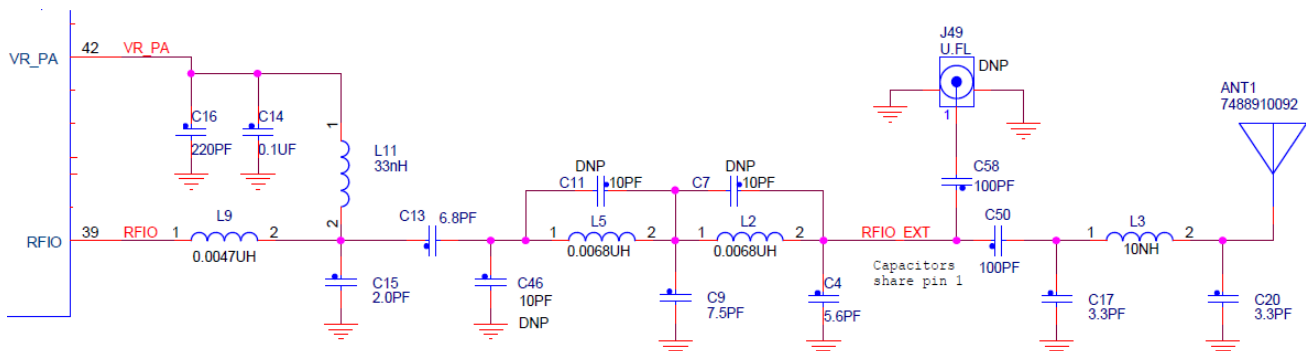 J49
U.FL
DNP
1
ANT1
7488910092
VR_PA
42
VR_PA
C16
220PF
C14
0.1UF
1
L11
33nH
2
DNP
C11
10PF
DNP
C7
10PF
C58
100PF
RFIO
39
RFIO
1
L9
2
0.0047UH
C13
6.8PF
1
L5
2
0.0068UH
1
L2
2
0.0068UH
RFIO_EXT
C50
100PF
1
L3
2
10NH
Capacitors
share pin 1
C15
2.0PF
C46
10PF
DNP
C9
7.5PF
C4
5.6PF
C17
3.3PF
C20
3.3PF